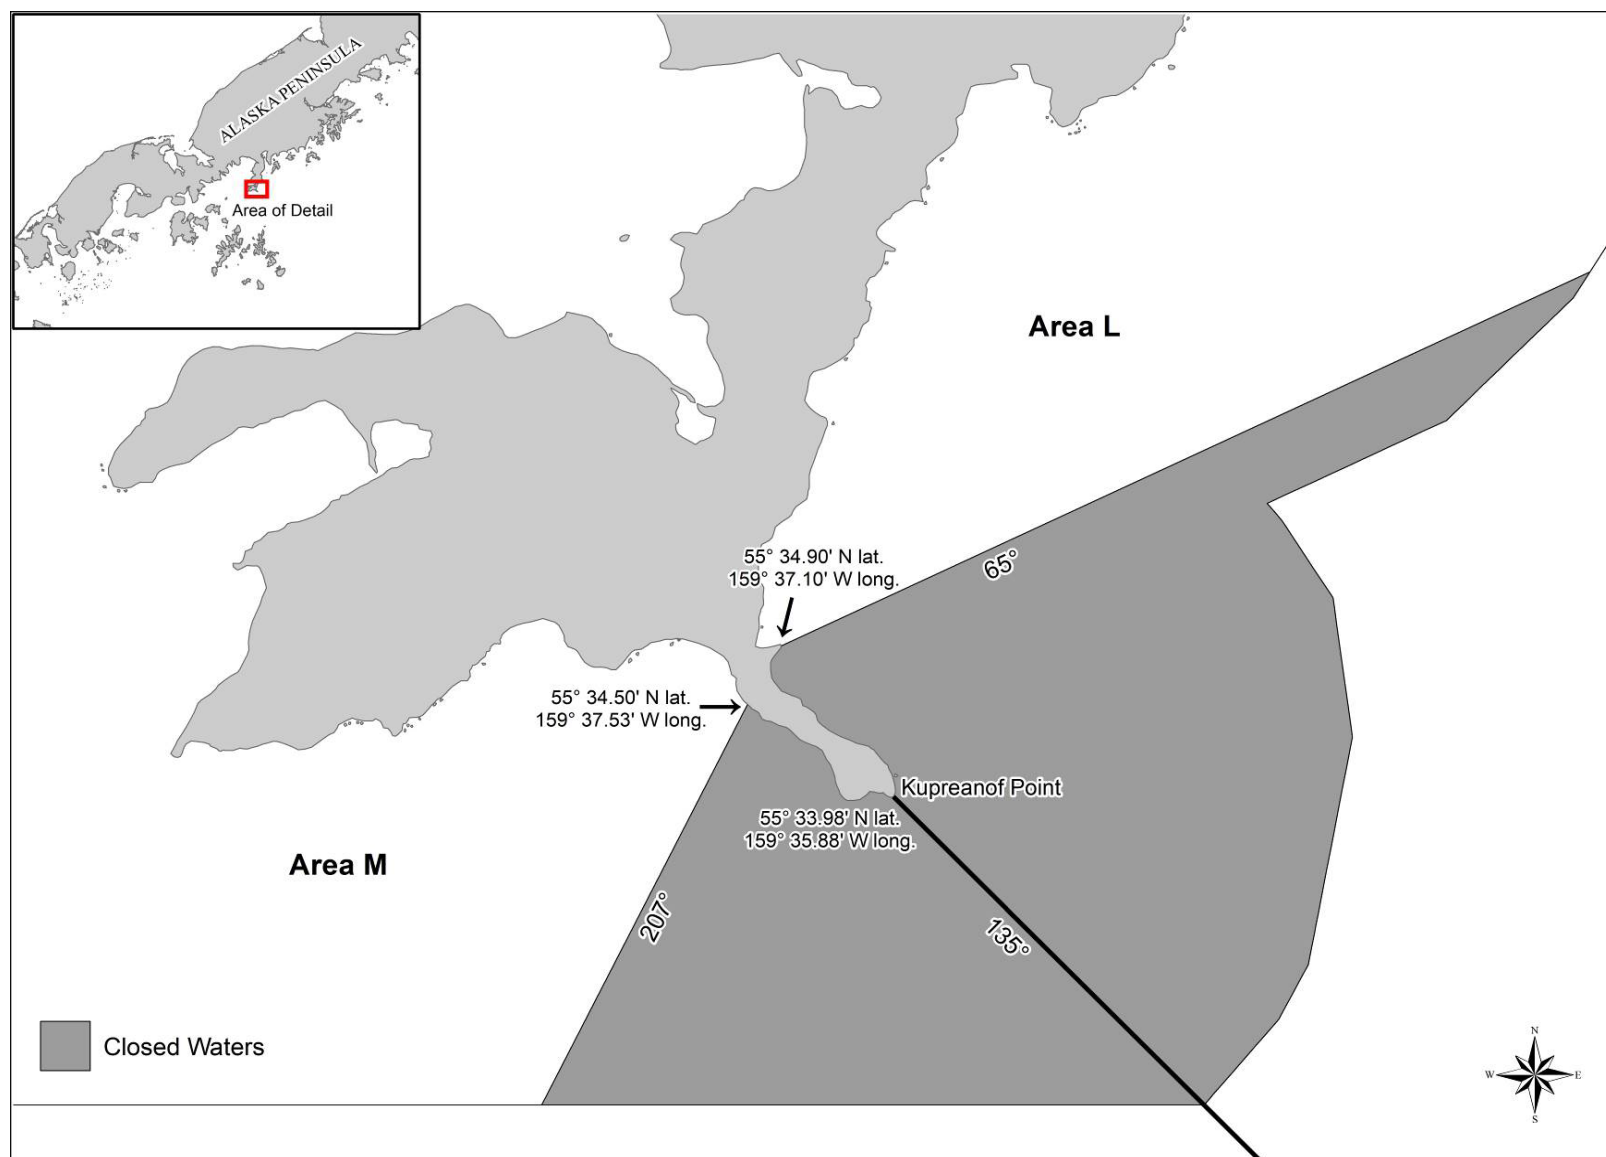 ALASKA PENINSULA
Area of Detail
Area L
55° 34.90' N lat.
159° 37.10' W long.
65°
55° 34.50' N lat.
159° 37.53' W long.
Kupreanof Point
55° 33.98' N lat.
159° 35.88' W long.
Area M
207°
135°
Closed Waters
N
W
E
S